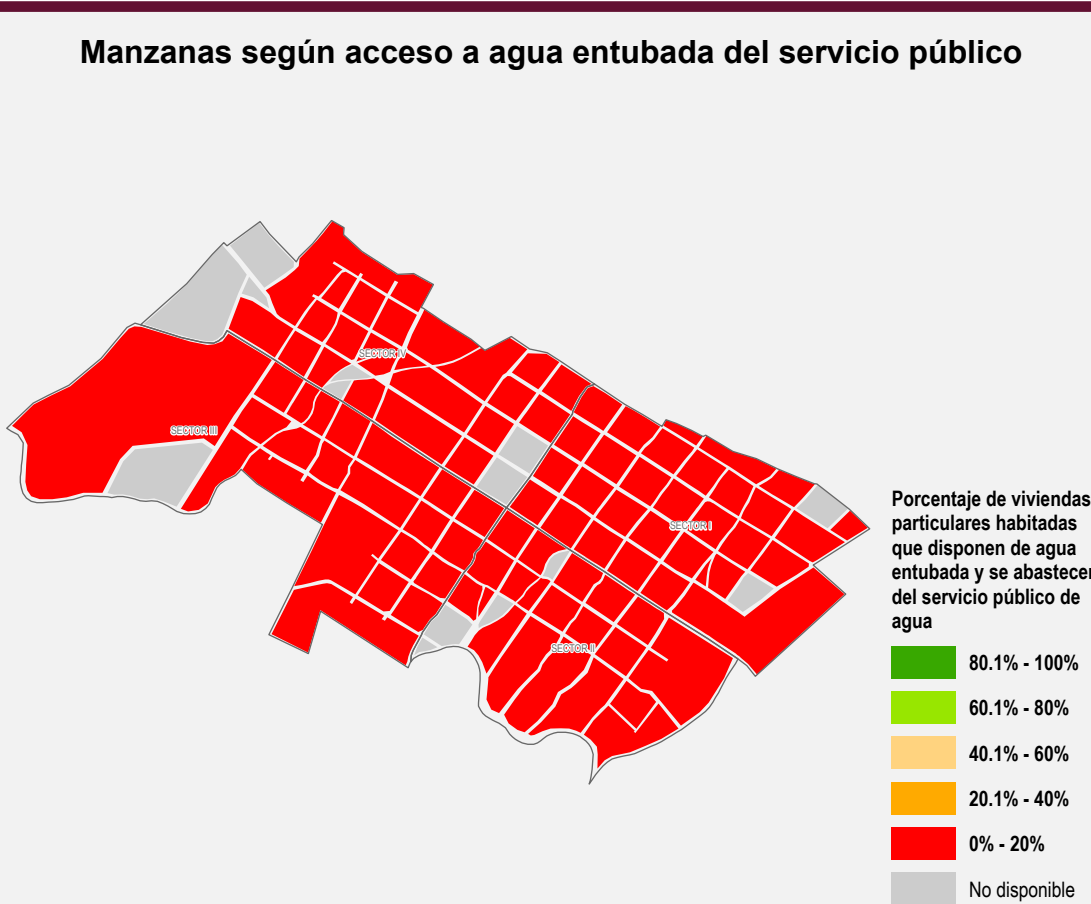 Manzanas según acceso a agua entubada del servicio público
SECTOR IV
SECTOR III
SECTOR I
SECTOR II
Porcentaje de viviendas
particulares habitadas
que disponen de agua
entubada y se abastecen
del servicio público de
agua
80.1% - 100%
60.1% - 80%
40.1% - 60%
20.1% - 40%
0% - 20%
No disponible